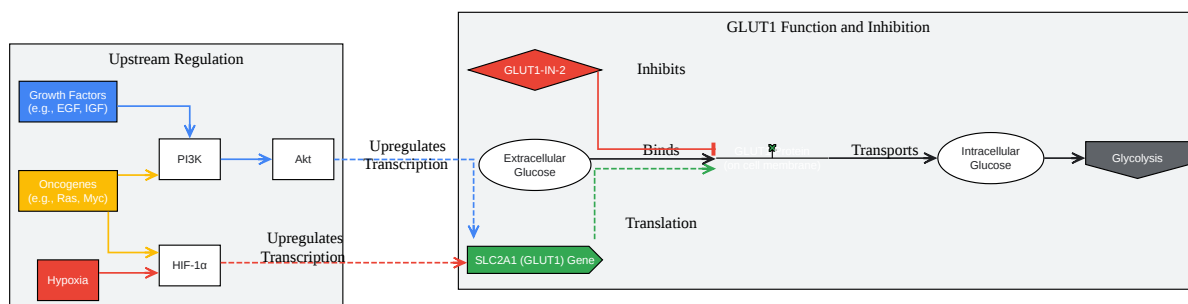 GLUT1 Function and Inhibition
Upstream Regulation
GLUT1-IN-2
Inhibits
Growth Factors
(e.g., EGF, IGF)
PI3K
Akt
Upregulates
Transcription
Extracellular
Glucose
Binds
Transports
Intracellular
Glucose
Glycolysis
Oncogenes
(e.g., Ras, Myc)
Translation
Upregulates
Transcription
Hypoxia
HIF-1α
SLC2A1 (GLUT1) Gene